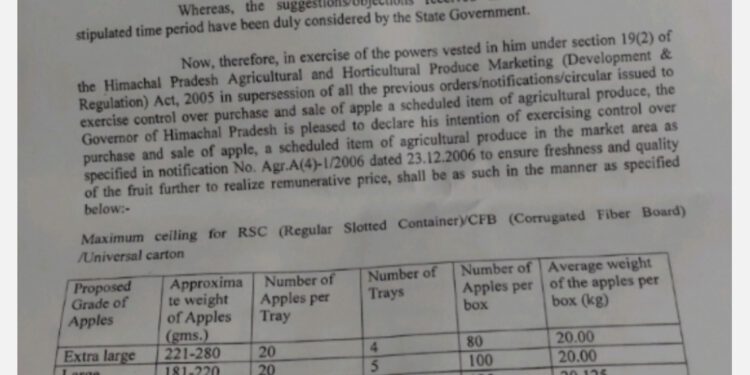 Whereas, the suggestions/objections received
stipulated time period have been duly considered by the State Government.
Now, therefore, in exercise of the powers vested in him under section 19(2) of
the Himachal Pradesh Agricultural and Horticultural Produce Marketing (Development &
Regulation) Act, 2005 in supersession of all the previous orders/notifications/circular issued to
exercise control over purchase and sale of apple a scheduled item of agricultural produce, the
Governor of Himachal Pradesh is pleased to declare his intention of exercising control over
purchase and sale of apple, a scheduled item of agricultural produce in the market area as
specified in notification No. Agr.A(4)-1/2006 dated 23.12.2006 to ensure freshness and quality
of the fruit further to realize remunerative price, shall be as such in the manner as specified
below:-
Maximum ceiling for RSC (Regular Slotted Container)/CFB (Corrugated Fiber Board)
/Universal carton
Proposed Grade of Apples | Approxima te weight of Apples (gms.) | Number of Apples per Tray | Number of Trays | Number of Apples per box | Average weight of the apples per box (kg)
Extra large 221-280 20 4 80 20.00
Large 181-220 20 5 100 20.00